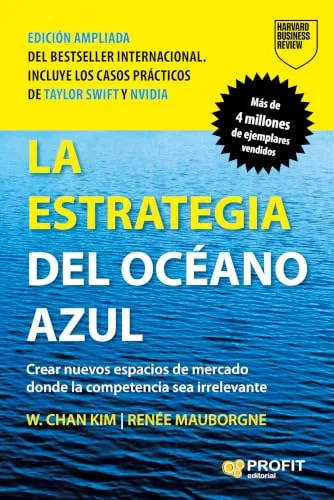 EDICIÓN AMPLIADA
DEL BESTSELLER INTERNACIONAL.
INCLUYE LOS CASOS PRÁCTICOS
DE TAYLOR SWIFT Y NVIDIA
HARVARD
BUSINESS
REVIEW
Más de
4 millones
de ejemplares
vendidos
LA
ESTRATEGIA
DEL OCÉANO
AZUL
Crear nuevos espacios de mercado
donde la competencia sea irrelevante
W. CHAN KIM | RENÉE MAUBORGNE
PROFIT
editorial